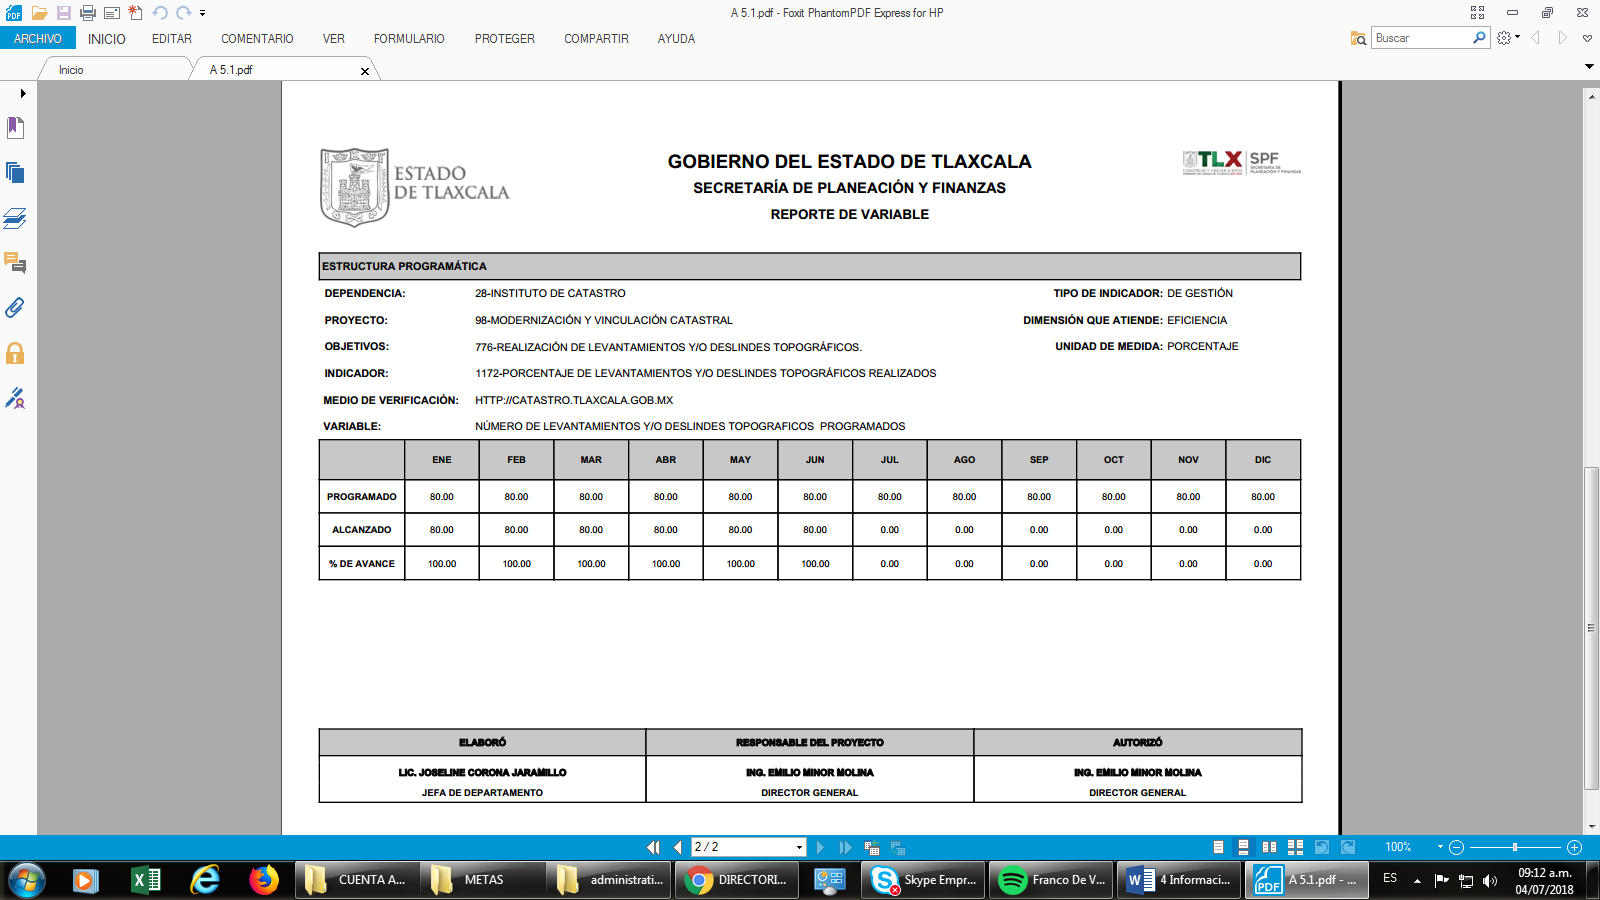 A 5.1.pdf - Foxit PhantomPDF Express for HP
ARCHIVO INICIO EDITAR COMENTARIO VER FORMULARIO PROTEGER COMPARTIR AYUDA
Buscar
Inicio
A 5.1.pdf
ESTADO
DE TLAXCALA
GOBIERNO DEL ESTADO DE TLAXCALA
SECRETARÍA DE PLANEACIÓN Y FINANZAS
REPORTE DE VARIABLE
TLX SPF
SECRETARÍA DE
PLANEACIÓN Y FINANZAS
CONSTRUIR Y CRECER JUNTOS
ESTRUCTURA PROGRAMÁTICA
DEPENDENCIA: 28-INSTITUTO DE CATASTRO TIPO DE INDICADOR: DE GESTIÓN
PROYECTO: 98-MODERNIZACIÓN Y VINCULACIÓN CATASTRAL DIMENSIÓN QUE ATIENDE: EFICIENCIA
OBJETIVOS: 776-REALIZACIÓN DE LEVANTAMIENTOS Y/O DESLINDES TOPOGRÁFICOS. UNIDAD DE MEDIDA: PORCENTAJE
INDICADOR: 1172-PORCENTAJE DE LEVANTAMIENTOS Y/O DESLINDES TOPOGRÁFICOS REALIZADOS
MEDIO DE VERIFICACIÓN: HTTP://CATASTRO.TLAXCALA.GOB.MX
VARIABLE: NÚMERO DE LEVANTAMIENTOS Y/O DESLINDES TOPOGRAFICOS PROGRAMADOS
ENE FEB MAR ABR MAY JUN JUL AGO SEP OCT NOV DIC
PROGRAMADO 80.00 80.00 80.00 80.00 80.00 80.00 80.00 80.00 80.00 80.00 80.00 80.00
ALCANZADO 80.00 80.00 80.00 80.00 80.00 80.00 0.00 0.00 0.00 0.00 0.00 0.00
% DE AVANCE 100.00 100.00 100.00 100.00 100.00 100.00 0.00 0.00 0.00 0.00 0.00 0.00
ELABORÓ RESPONSABLE DEL PROYECTO AUTORIZÓ
LIC. JOSELINE CORONA JARAMILLO ING. EMILIO MINOR MOLINA ING. EMILIO MINOR MOLINA
JEFA DE DEPARTAMENTO DIRECTOR GENERAL DIRECTOR GENERAL
2 / 2
100%
CUENTA A... METAS administrati... DIRECTORI... Skype Empr... Franco De V... 4 Informaci... A 5.1.pdf - ...
ES
09:12 a.m.
04/07/2018